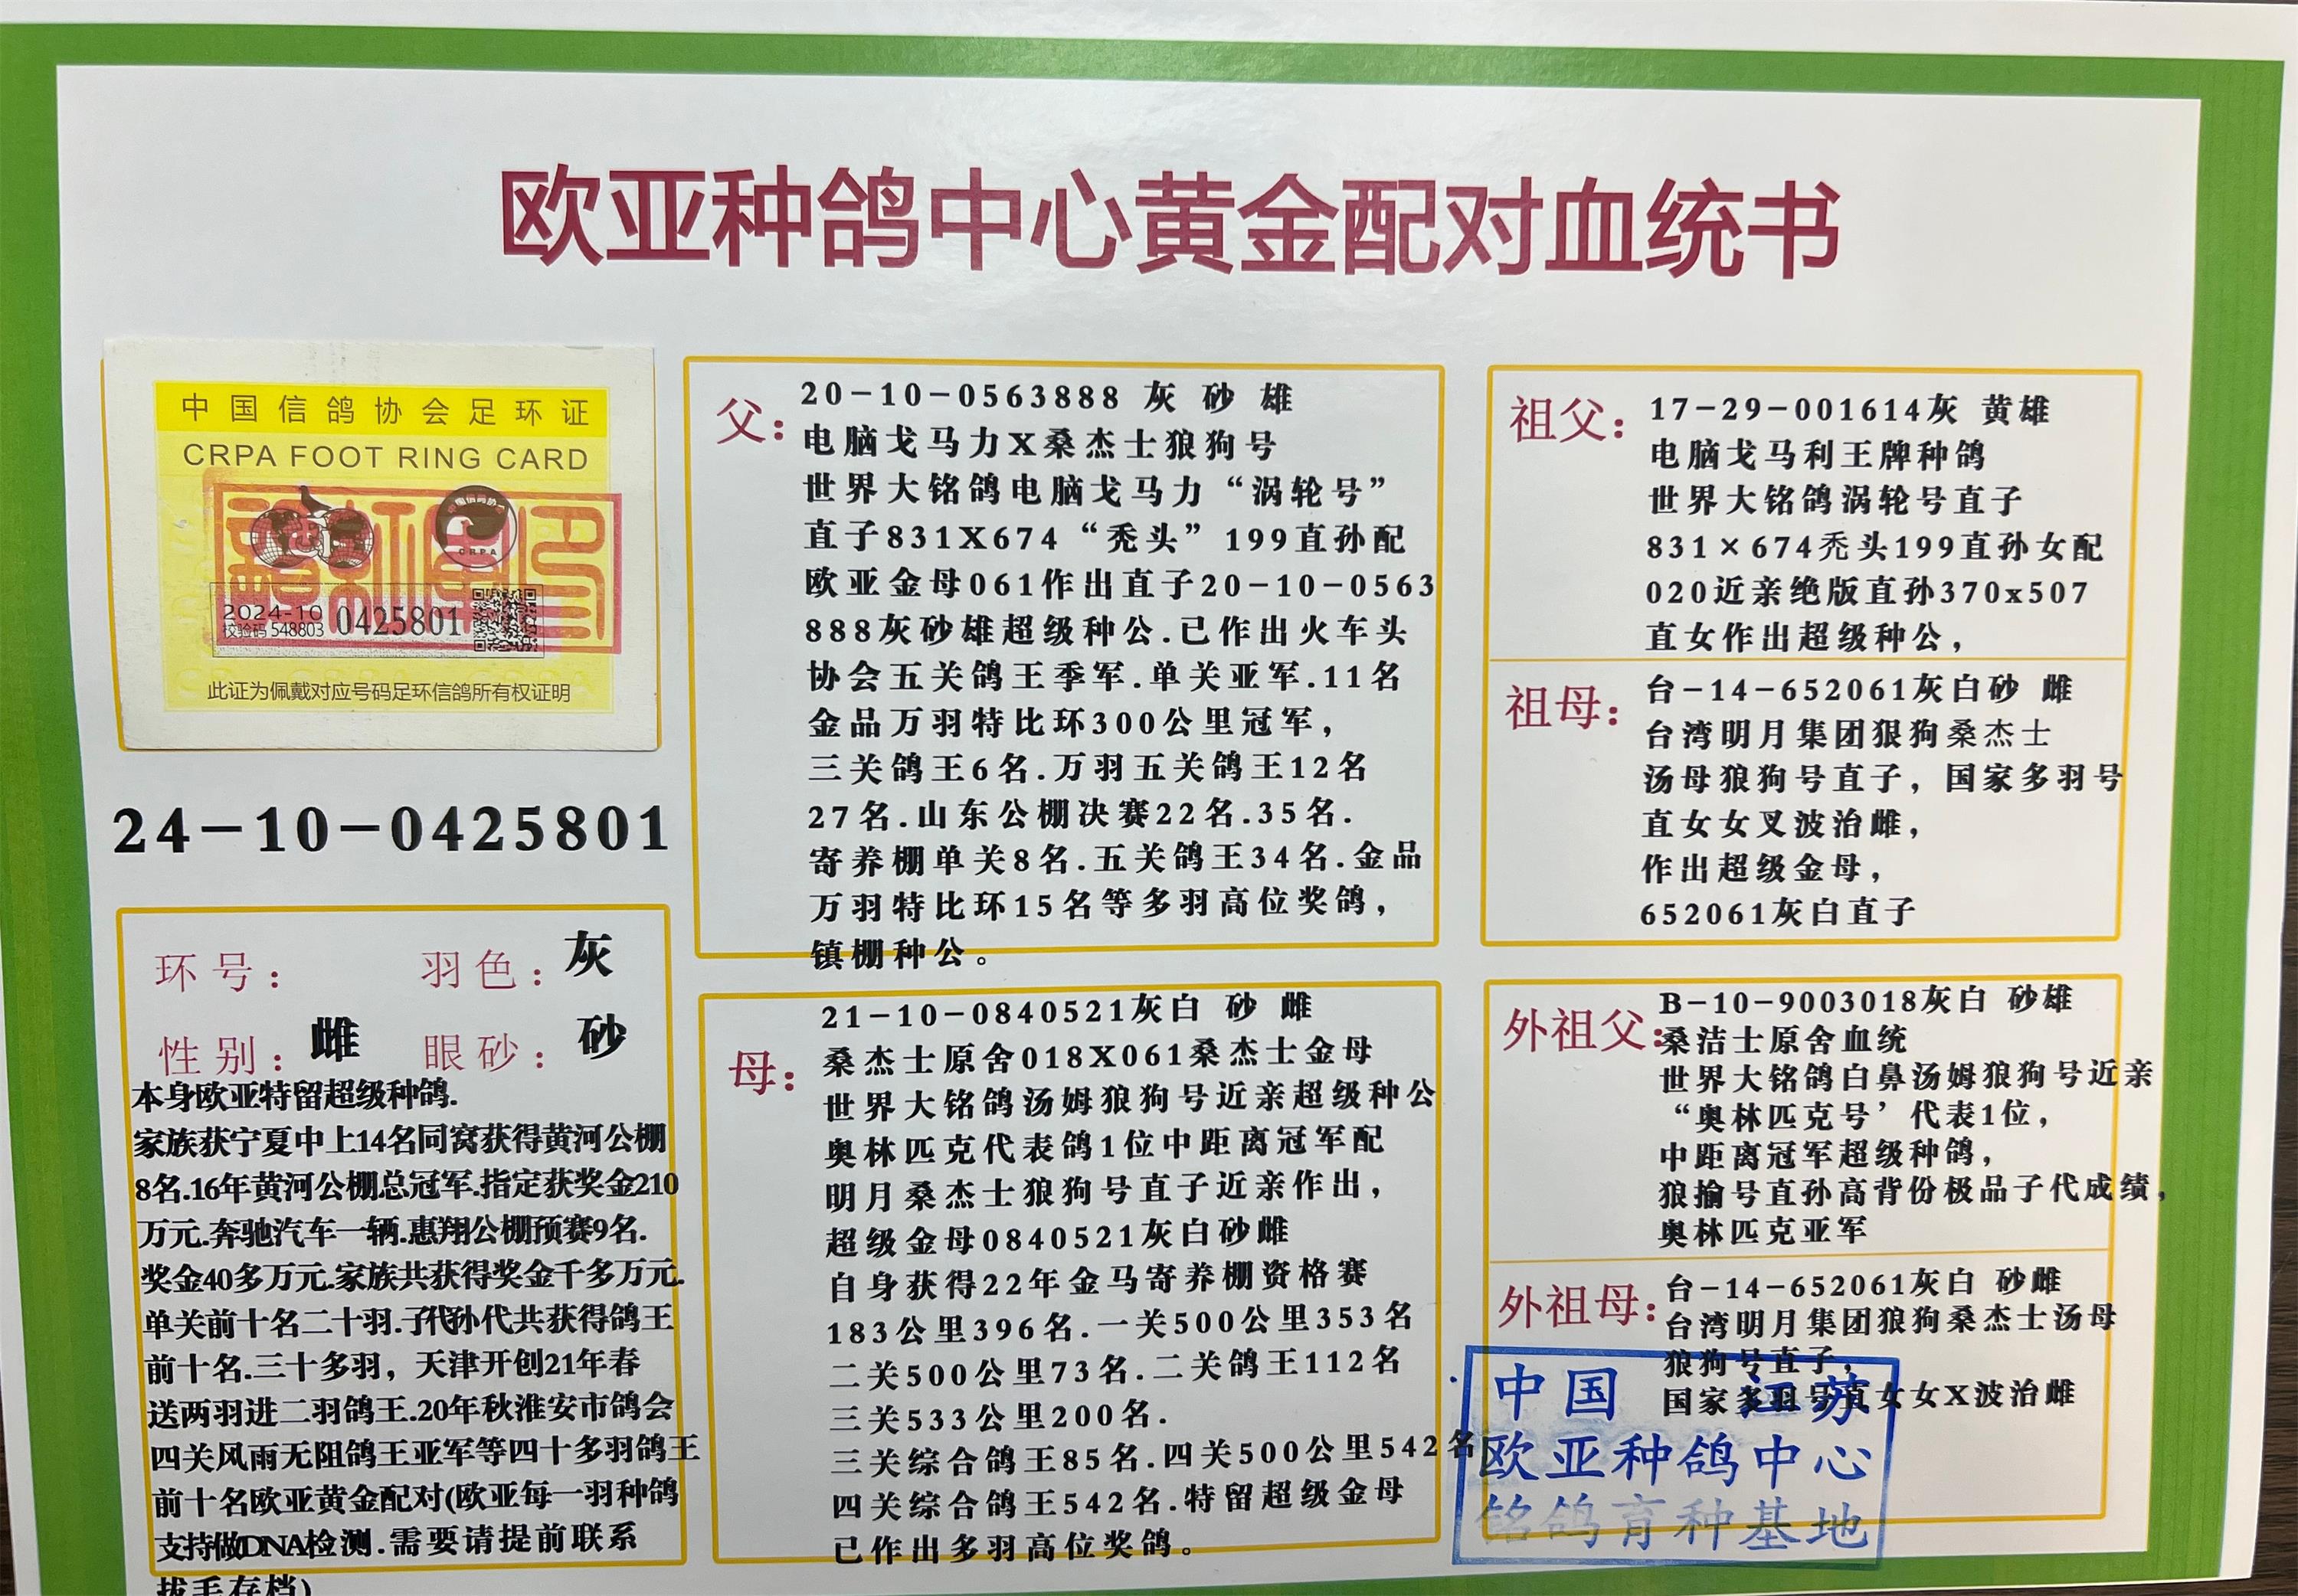 欧亚种鸽中心黄金配对血统书
中国信鸽协会足环证
CRPA FOOT RING CARD
CRPA
2024-10
校验码 548803
0425801
此证为佩戴对应号码足环信鸽所有权证明
24-10-0425801
环号：
羽色：灰
性别：雌
眼砂：砂
本身欧亚特留超级种鸽.
家族获宁夏中上14名同窝获得黄河公棚
8名.16年黄河公棚总冠军.指定获奖金210
万元.奔驰汽车一辆.惠翔公棚预赛9名.
奖金40多万元.家族共获得奖金千多万元.
单关前十名二十羽.子代孙代共获得鸽王
前十名.三十多羽，天津开创21年春
送两羽进二羽鸽王.20年秋淮安市鸽会
四关风雨无阻鸽王亚军等四十多羽鸽王
前十名欧亚黄金配对(欧亚每一羽种鸽
支持做DNA检测.需要请提前联系
拔毛存档)
父：
20-10-0563888 灰 砂 雄
电脑戈马力X桑杰士狼狗号
世界大铭鸽电脑戈马力“涡轮号”
直子831X674“秃头”199直孙配
欧亚金母061作出直子20-10-0563
888灰砂雄超级种公.已作出火车头
协会五关鸽王季军.单关亚军.11名
金品万羽特比环300公里冠军，
三关鸽王6名.万羽五关鸽王12名
27名.山东公棚决赛22名.35名.
寄养棚单关8名.五关鸽王34名.金品
万羽特比环15名等多羽高位奖鸽，
镇棚种公。
母：
21-10-0840521灰白 砂 雌
桑杰士原舍018X061桑杰士金母
世界大铭鸽汤姆狼狗号近亲超级种公
奥林匹克代表鸽1位中距离冠军配
明月桑杰士狼狗号直子近亲作出，
超级金母0840521灰白砂雌
自身获得22年金马寄养棚资格赛
183公里396名.一关500公里353名
二关500公里73名.二关鸽王112名
三关533公里200名.
三关综合鸽王85名.四关500公里542名
四关综合鸽王542名.特留超级金母
已作出多羽高位奖鸽。
祖父：
17-29-001614灰 黄雄
电脑戈马利王牌种鸽
世界大铭鸽涡轮号直子
831×674秃头199直孙女配
020近亲绝版直孙370x507
直女作出超级种公，
祖母：
台-14-652061灰白砂 雌
台湾明月集团狠狗桑杰士
汤母狼狗号直子，国家多羽号
直女女叉波治雌，
作出超级金母，
652061灰白直子
外祖父：
B-10-9003018灰白 砂雄
桑洁士原舍血统
世界大铭鸽白鼻汤姆狼狗号近亲
“奥林匹克号’代表1位，
中距离冠军超级种鸽，
狼揄号直孙高背份极品子代成绩，
奥林匹克亚军
外祖母：
台-14-652061灰白 砂雌
台湾明月集团狼狗桑杰士汤母
狼狗号直子，
国家多羽号直女女X波治雌
中国 江苏
欧亚种鸽中心
铭鸽育种基地